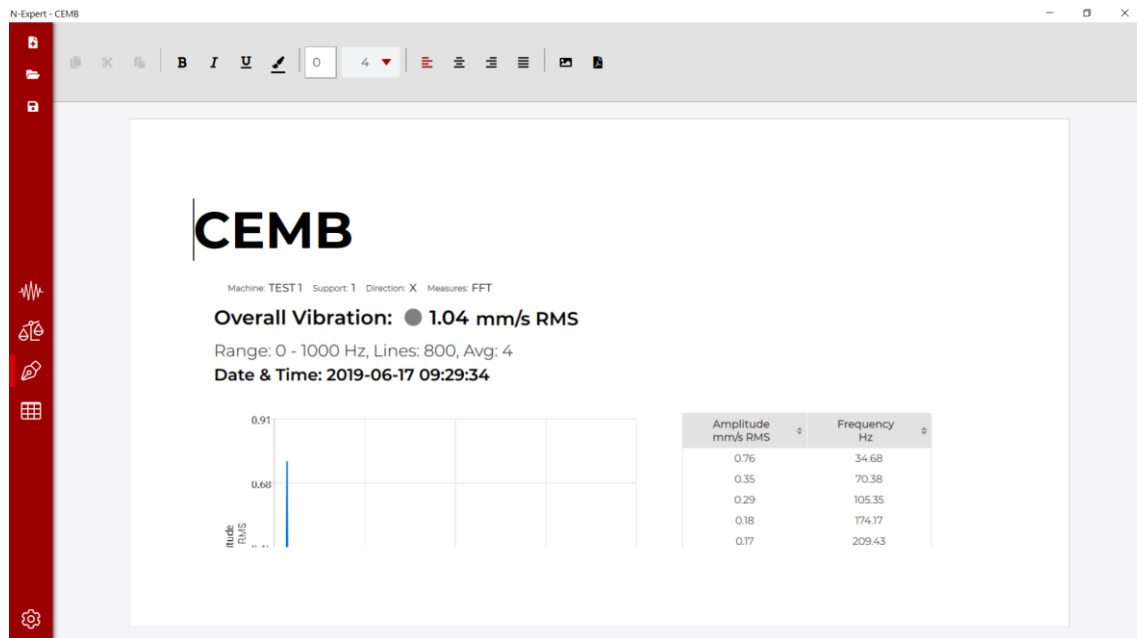 N-Expert - CEMB
B I U 0 4
CEMB
Machine: TEST 1 Support: 1 Direction: X Measures: FFT
Overall Vibration: 1.04 mm/s RMS
Range: 0 - 1000 Hz, Lines: 800, Avg: 4
Date & Time: 2019-06-17 09:29:34
0.91
0.68
RMS
Amplitude mm/s RMS Frequency Hz
0.76 34.68
0.35 70.38
0.29 105.35
0.18 174.17
0.17 209.43